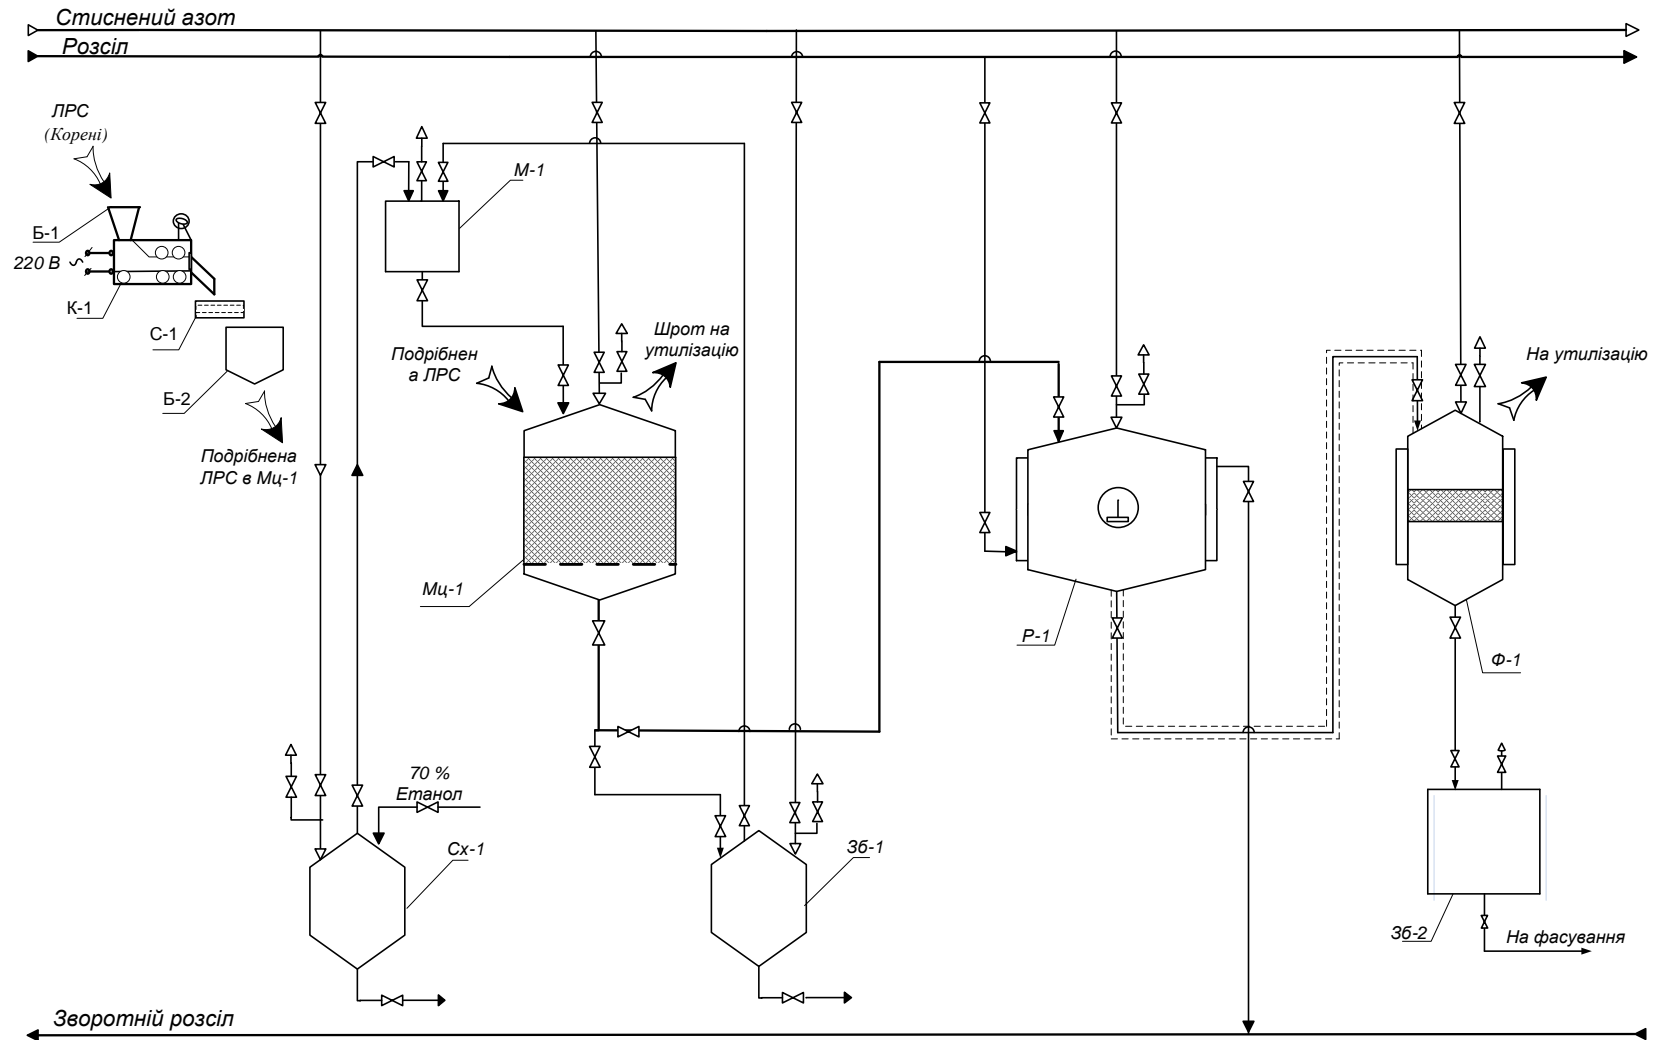 Стиснений азот
Розсіл
ЛРС
(Корені)
Б-1
220 В
К-1
С-1
Б-2
Подрібнена
ЛРС в Мц-1
М-1
Подрібнен
а ЛРС
Шрот на
утилізацію
На утилізацію
Мц-1
Р-1
Ф-1
70 %
Етанол
Сх-1
Зб-1
Зб-2
На фасування
Зворотній розсіл